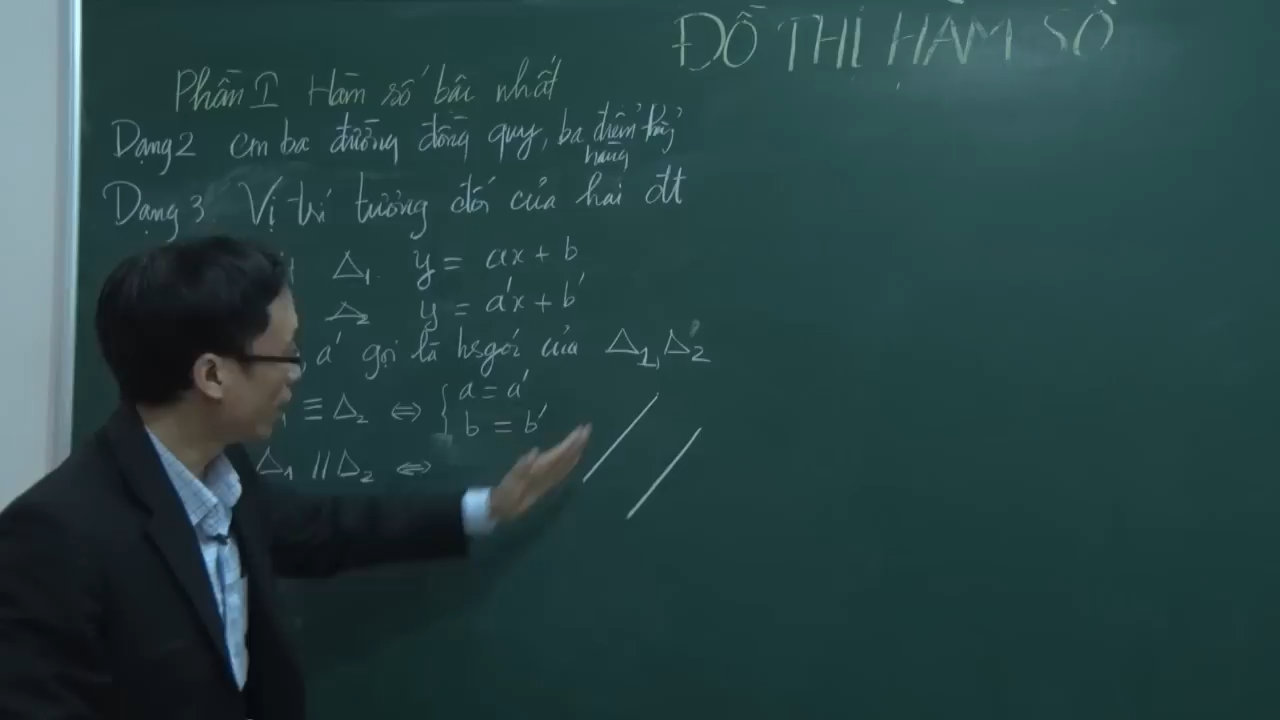 ĐỒ THỊ HÀM SỐ
Phần I Hàm số bậc nhất
Dạng 2 cm ba đường đồng quy, ba điểm thẳng
hàng
Dạng 3 Vị trí tương đối của hai đt
Δ1 y = ax + b
Δ2 y = a'x + b'
, a' gọi là hsgóc của Δ1, Δ2
≡ Δ2 ⇔ { a = a'
b = b'
Δ1 // Δ2 ⇔